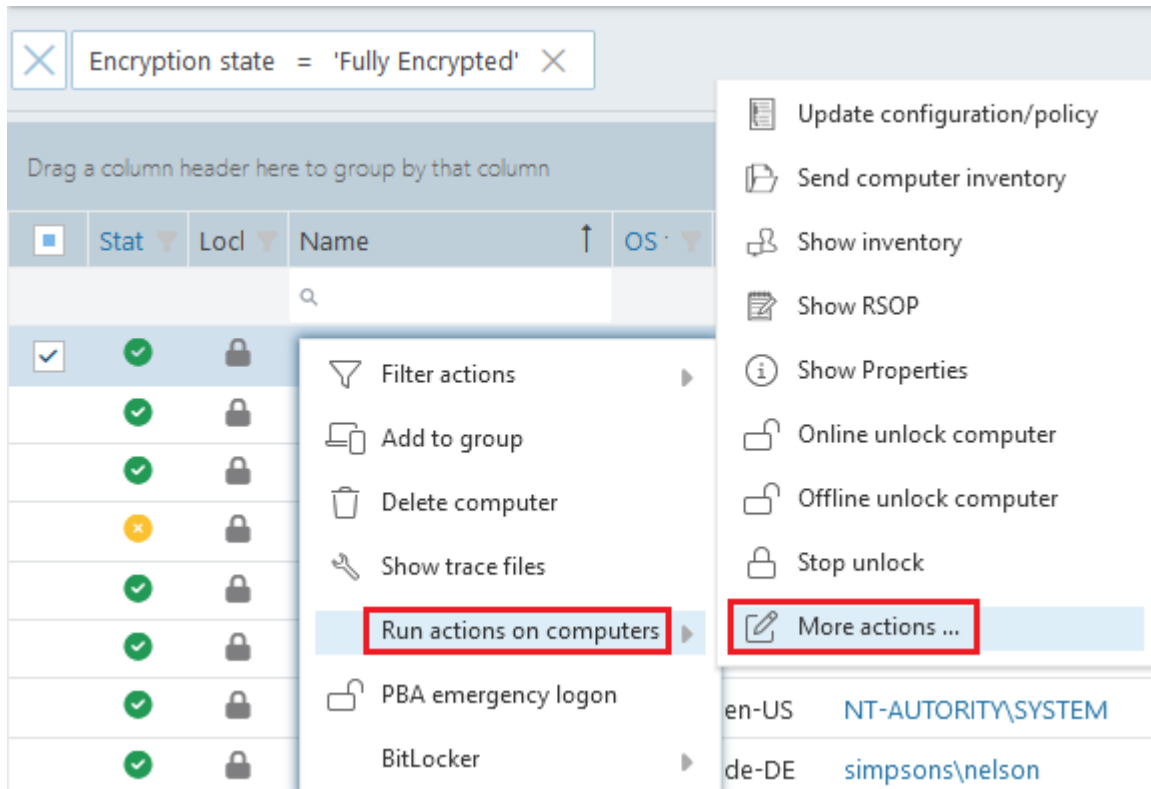 Encryption state = 'Fully Encrypted'
Drag a column header here to group by that column
Stat Locl Name OS
Filter actions
Add to group
Delete computer
Show trace files
Run actions on computers
PBA emergency logon
BitLocker
Update configuration/policy
Send computer inventory
Show inventory
Show RSOP
Show Properties
Online unlock computer
Offline unlock computer
Stop unlock
More actions ...
en-US NT-AUTORITY\SYSTEM
de-DE simpsons\nelson